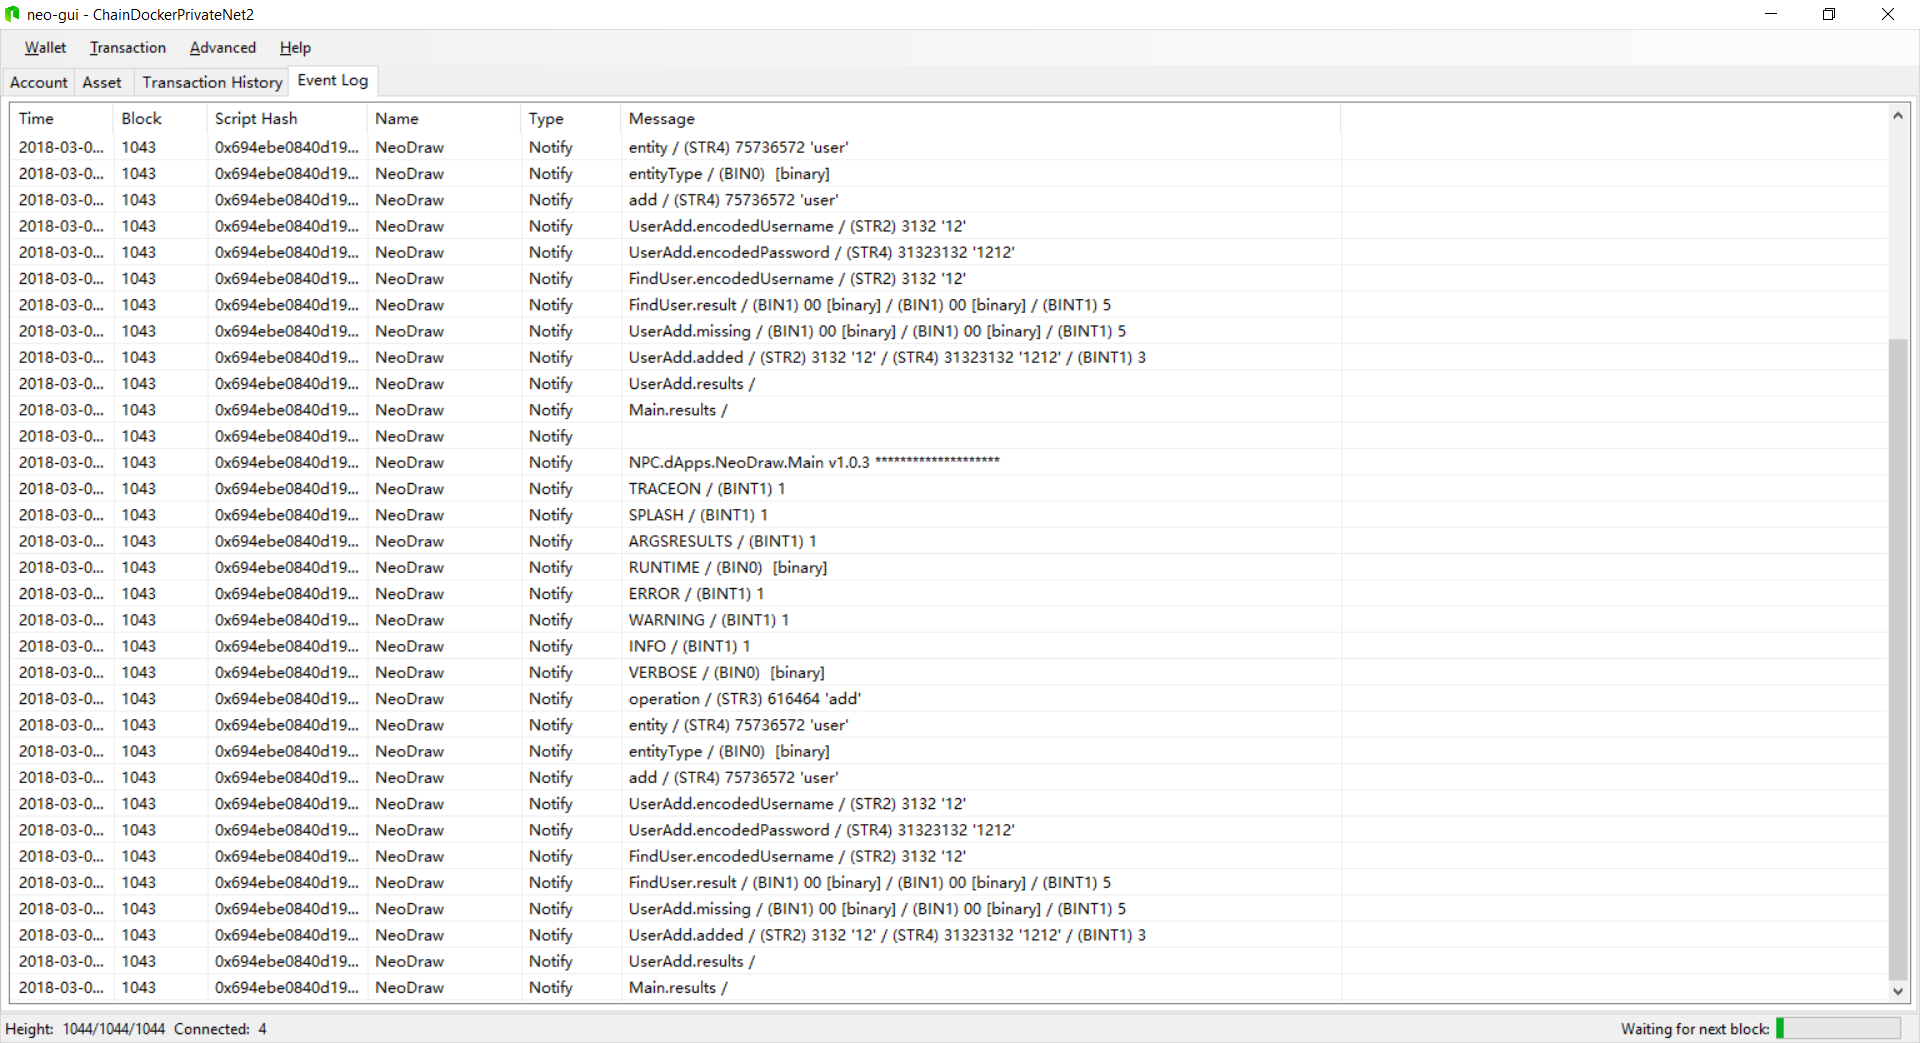 neo-gui - ChainDockerPrivateNet2
Wallet Transaction Advanced Help
Account Asset Transaction History Event Log
Time Block Script Hash Name Type Message
2018-03-0... 1043 0x694ebe0840d19... NeoDraw Notify entity / (STR4) 75736572 'user'
2018-03-0... 1043 0x694ebe0840d19... NeoDraw Notify entityType / (BIN0)  [binary]
2018-03-0... 1043 0x694ebe0840d19... NeoDraw Notify add / (STR4) 75736572 'user'
2018-03-0... 1043 0x694ebe0840d19... NeoDraw Notify UserAdd.encodedUsername / (STR2) 3132 '12'
2018-03-0... 1043 0x694ebe0840d19... NeoDraw Notify UserAdd.encodedPassword / (STR4) 31323132 '1212'
2018-03-0... 1043 0x694ebe0840d19... NeoDraw Notify FindUser.encodedUsername / (STR2) 3132 '12'
2018-03-0... 1043 0x694ebe0840d19... NeoDraw Notify FindUser.result / (BIN1) 00 [binary] / (BIN1) 00 [binary] / (BINT1) 5
2018-03-0... 1043 0x694ebe0840d19... NeoDraw Notify UserAdd.missing / (BIN1) 00 [binary] / (BIN1) 00 [binary] / (BINT1) 5
2018-03-0... 1043 0x694ebe0840d19... NeoDraw Notify UserAdd.added / (STR2) 3132 '12' / (STR4) 31323132 '1212' / (BINT1) 3
2018-03-0... 1043 0x694ebe0840d19... NeoDraw Notify UserAdd.results /
2018-03-0... 1043 0x694ebe0840d19... NeoDraw Notify Main.results /
2018-03-0... 1043 0x694ebe0840d19... NeoDraw Notify
2018-03-0... 1043 0x694ebe0840d19... NeoDraw Notify NPC.dApps.NeoDraw.Main v1.0.3 ********************
2018-03-0... 1043 0x694ebe0840d19... NeoDraw Notify TRACEON / (BINT1) 1
2018-03-0... 1043 0x694ebe0840d19... NeoDraw Notify SPLASH / (BINT1) 1
2018-03-0... 1043 0x694ebe0840d19... NeoDraw Notify ARGSRESULTS / (BINT1) 1
2018-03-0... 1043 0x694ebe0840d19... NeoDraw Notify RUNTIME / (BIN0)  [binary]
2018-03-0... 1043 0x694ebe0840d19... NeoDraw Notify ERROR / (BINT1) 1
2018-03-0... 1043 0x694ebe0840d19... NeoDraw Notify WARNING / (BINT1) 1
2018-03-0... 1043 0x694ebe0840d19... NeoDraw Notify INFO / (BINT1) 1
2018-03-0... 1043 0x694ebe0840d19... NeoDraw Notify VERBOSE / (BIN0)  [binary]
2018-03-0... 1043 0x694ebe0840d19... NeoDraw Notify operation / (STR3) 616464 'add'
2018-03-0... 1043 0x694ebe0840d19... NeoDraw Notify entity / (STR4) 75736572 'user'
2018-03-0... 1043 0x694ebe0840d19... NeoDraw Notify entityType / (BIN0)  [binary]
2018-03-0... 1043 0x694ebe0840d19... NeoDraw Notify add / (STR4) 75736572 'user'
2018-03-0... 1043 0x694ebe0840d19... NeoDraw Notify UserAdd.encodedUsername / (STR2) 3132 '12'
2018-03-0... 1043 0x694ebe0840d19... NeoDraw Notify UserAdd.encodedPassword / (STR4) 31323132 '1212'
2018-03-0... 1043 0x694ebe0840d19... NeoDraw Notify FindUser.encodedUsername / (STR2) 3132 '12'
2018-03-0... 1043 0x694ebe0840d19... NeoDraw Notify FindUser.result / (BIN1) 00 [binary] / (BIN1) 00 [binary] / (BINT1) 5
2018-03-0... 1043 0x694ebe0840d19... NeoDraw Notify UserAdd.missing / (BIN1) 00 [binary] / (BIN1) 00 [binary] / (BINT1) 5
2018-03-0... 1043 0x694ebe0840d19... NeoDraw Notify UserAdd.added / (STR2) 3132 '12' / (STR4) 31323132 '1212' / (BINT1) 3
2018-03-0... 1043 0x694ebe0840d19... NeoDraw Notify UserAdd.results /
2018-03-0... 1043 0x694ebe0840d19... NeoDraw Notify Main.results /
Height: 1044/1044/1044 Connected: 4 Waiting for next block: